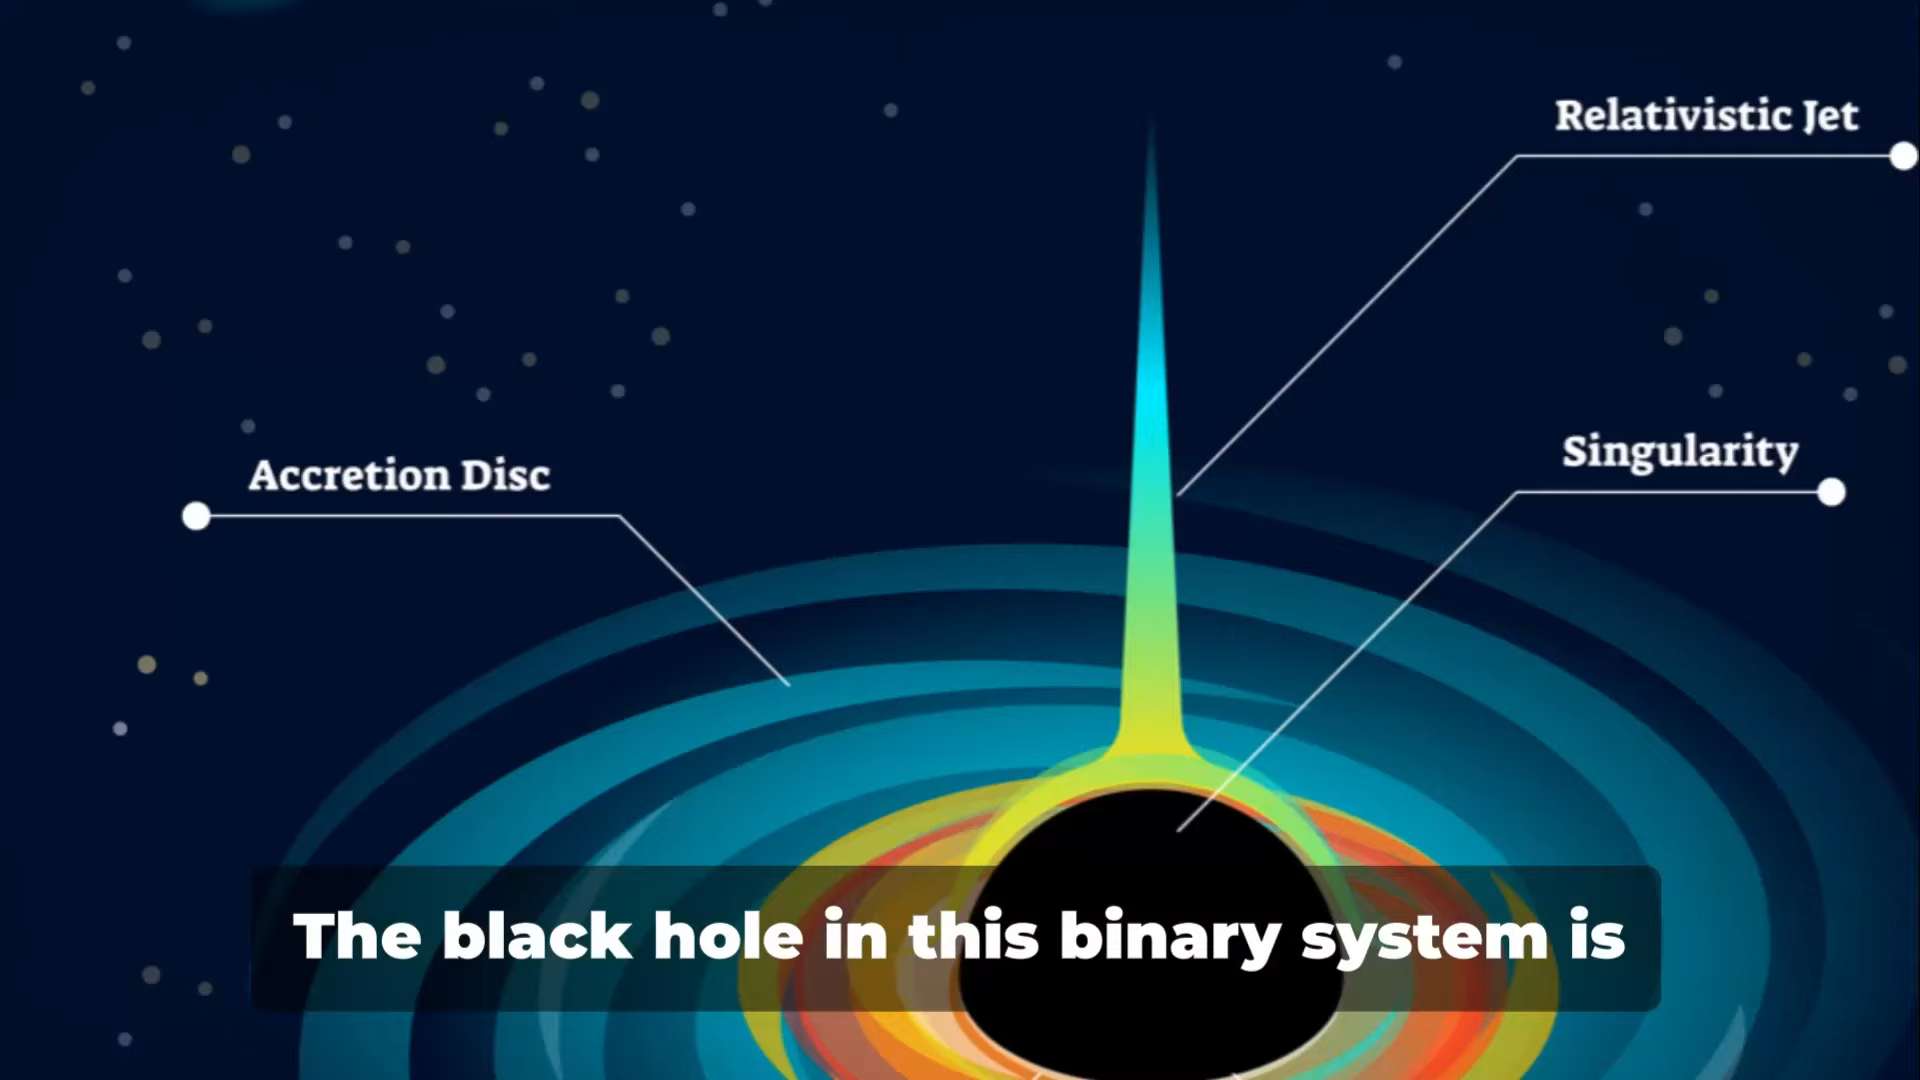 Relativistic Jet
Singularity
Accretion Disc
The black hole in this binary system is